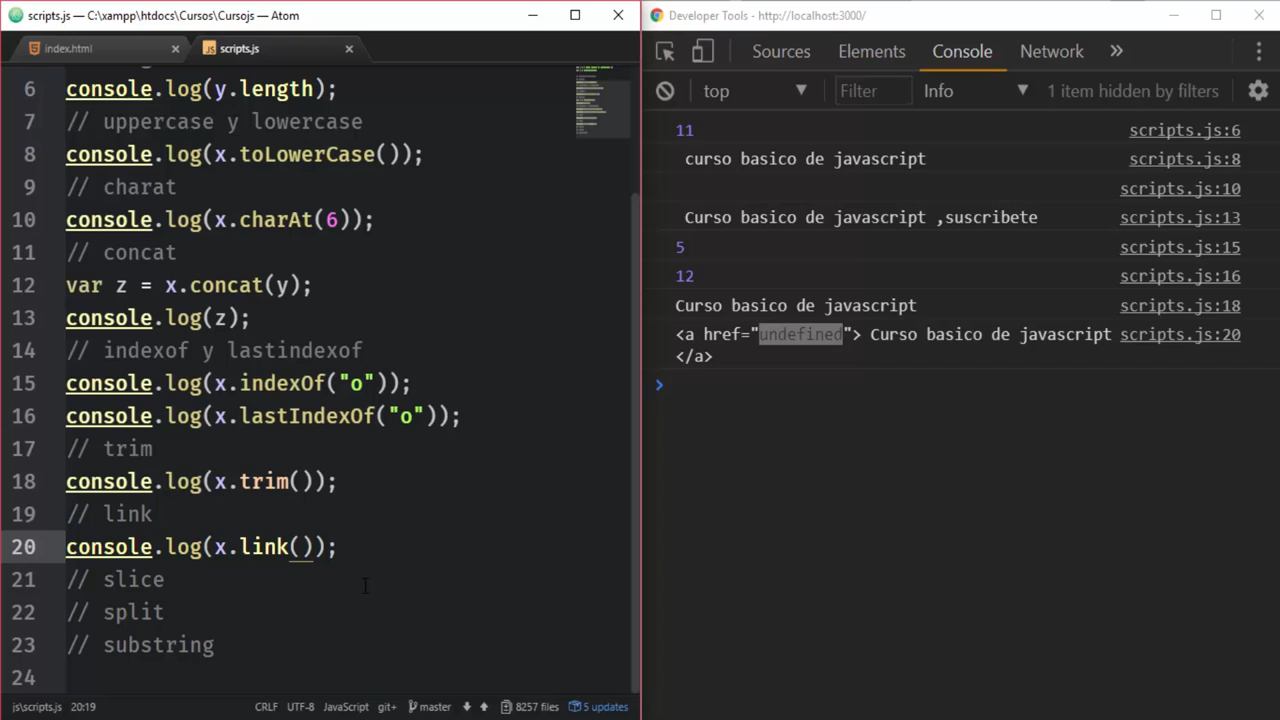 scripts.js — C:\xampp\htdocs\Cursos\Cursojs — Atom
index.html
scripts.js
6 console.log(y.length);
7 // uppercase y lowercase
8 console.log(x.toLowerCase());
9 // charat
10 console.log(x.charAt(6));
11 // concat
12 var z = x.concat(y);
13 console.log(z);
14 // indexof y lastindexof
15 console.log(x.indexOf("o"));
16 console.log(x.lastIndexOf("o"));
17 // trim
18 console.log(x.trim());
19 // link
20 console.log(x.link());
21 // slice
22 // split
23 // substring
24
js\scripts.js 20:19 CRLF UTF-8 JavaScript git+ master 8257 files 5 updates
Developer Tools - http://localhost:3000/
Sources Elements Console Network »
top Filter Info 1 item hidden by filters
11 scripts.js:6
curso basico de javascript scripts.js:8
scripts.js:10
Curso basico de javascript ,suscribete scripts.js:13
5 scripts.js:15
12 scripts.js:16
Curso basico de javascript scripts.js:18
<a href="undefined"> Curso basico de javascript scripts.js:20
</a>
>